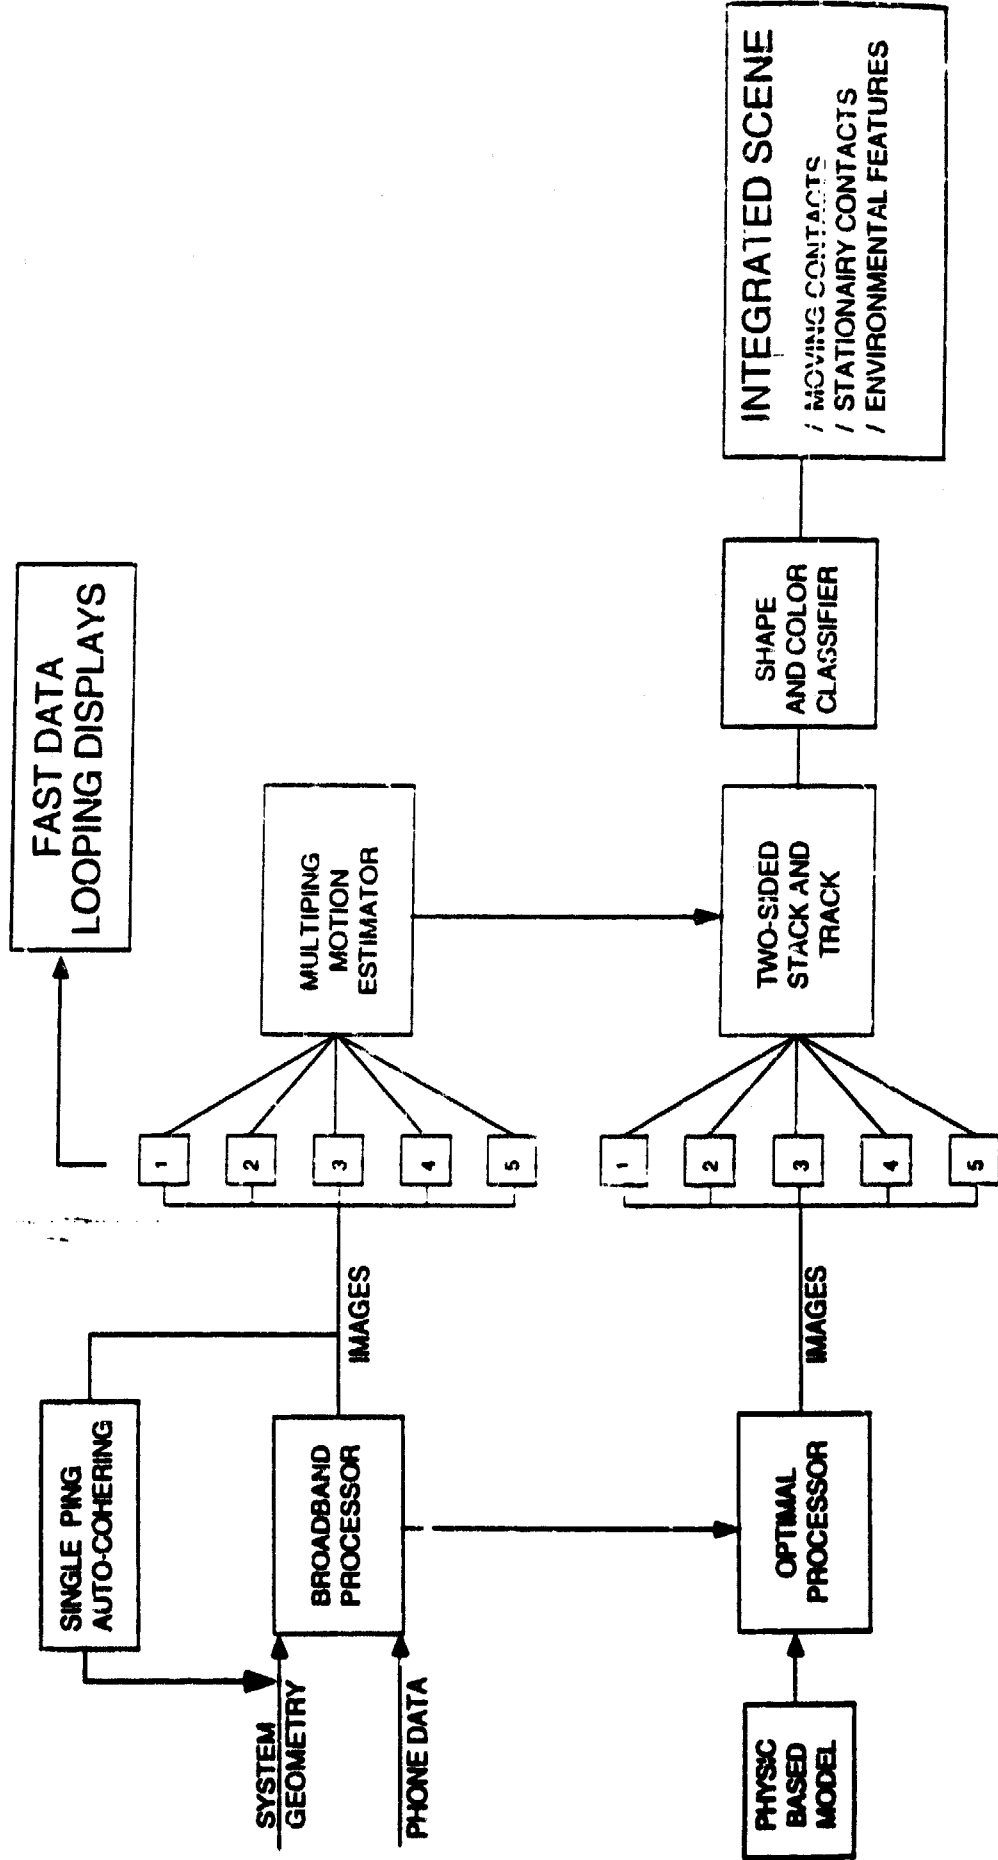 FAST DATA
LOOPING DISPLAYS
SINGLE PING
AUTO-COHERING
SYSTEM
GEOMETRY
PHONE DATA
BROADBAND
PROCESSOR
IMAGES
1
2
3
4
5
MULTIPING
MOTION
ESTIMATOR
PHYSIC
BASED
MODEL
OPTIMAL
PROCESSOR
IMAGES
1
2
3
4
5
TWO-SIDED
STACK AND
TRACK
SHAPE
AND COLOR
CLASSIFIER
INTEGRATED SCENE
/ MOVING CONTACTS
/ STATIONAIRY CONTACTS
/ ENVIRONMENTAL FEATURES